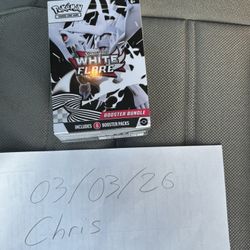 POKÉMON
WHITE
FLARE
BOOSTER BUNDLE
INCLUDES 6 BOOSTER PACKS
03/03/26
Chris